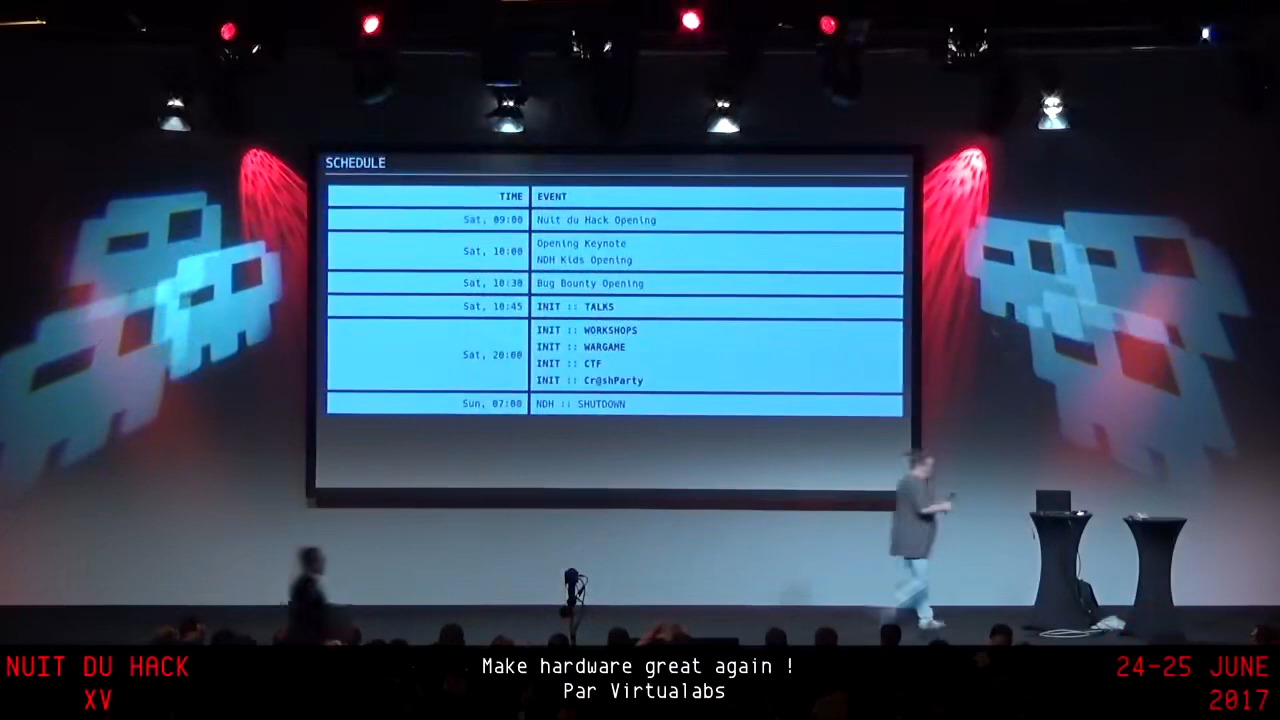 SCHEDULE
TIME EVENT
Sat, 09:00 Nuit du Hack Opening
Sat, 10:00 Opening Keynote
NDH Kids Opening
Sat, 10:30 Bug Bounty Opening
Sat, 10:45 INIT :: TALKS
Sat, 20:00 INIT :: WORKSHOPS
INIT :: WARGAME
INIT :: CTF
INIT :: Cr@shParty
Sun, 07:00 NDH :: SHUTDOWN
NUIT DU HACK
XV
Make hardware great again !
Par Virtualabs
24-25 JUNE
2017